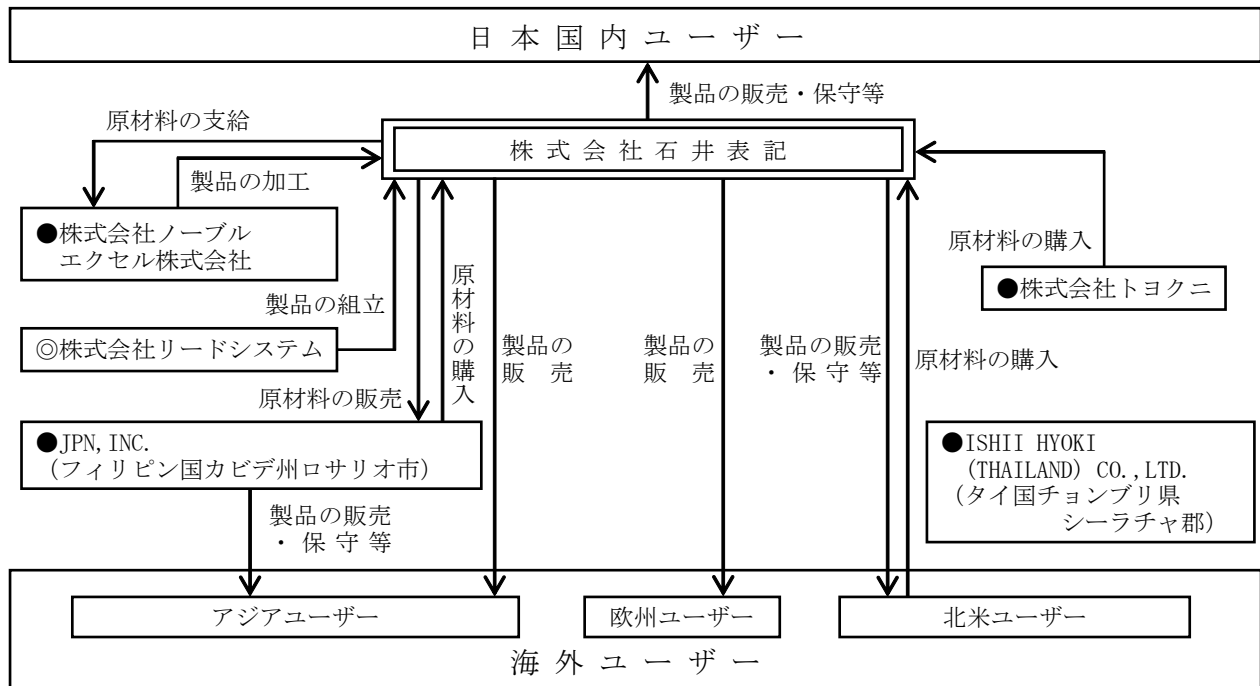 日本国内ユーザー
製品の販売・保守等
原材料の支給
株式会社石井表記
製品の加工
●株式会社ノーブル
エクセル株式会社
原材料の購入
●株式会社トヨクニ
製品の組立
原材料の購入
◎株式会社リードシステム
製品の
販売
製品の
販売
製品の販売
・保守等
原材料の購入
原材料の販売
●JPN,INC.
(フィリピン国カビデ州ロサリオ市)
●ISHII HYOKI
(THAILAND) CO.,LTD.
(タイ国チョンブリ県
シーラチャ郡)
製品の販売
・保守等
アジアユーザー
欧州ユーザー
北米ユーザー
海外ユーザー